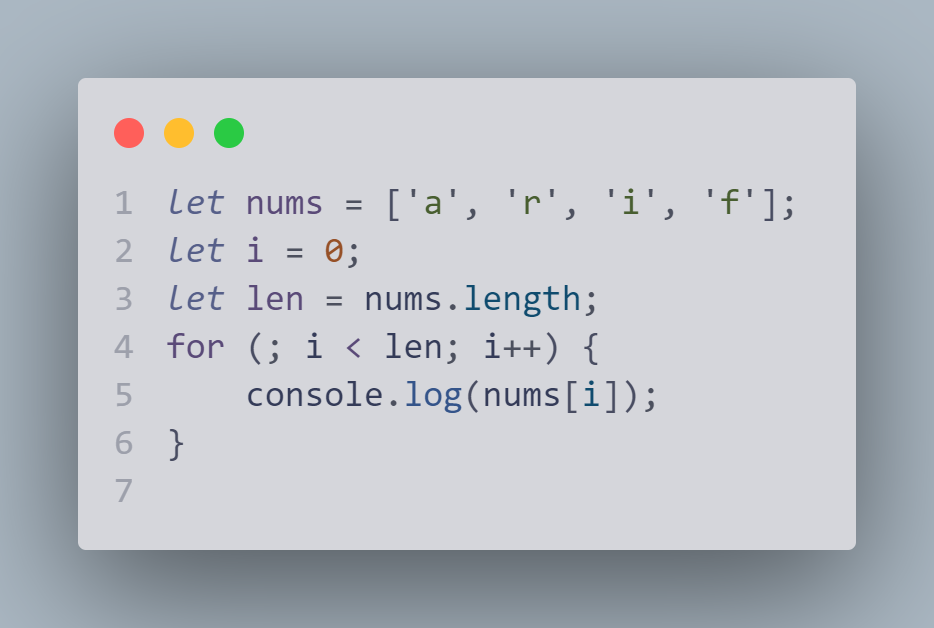 1 let nums = ['a', 'r', 'i', 'f'];
2 let i = 0;
3 let len = nums.length;
4 for (; i < len; i++) {
5     console.log(nums[i]);
6 }
7